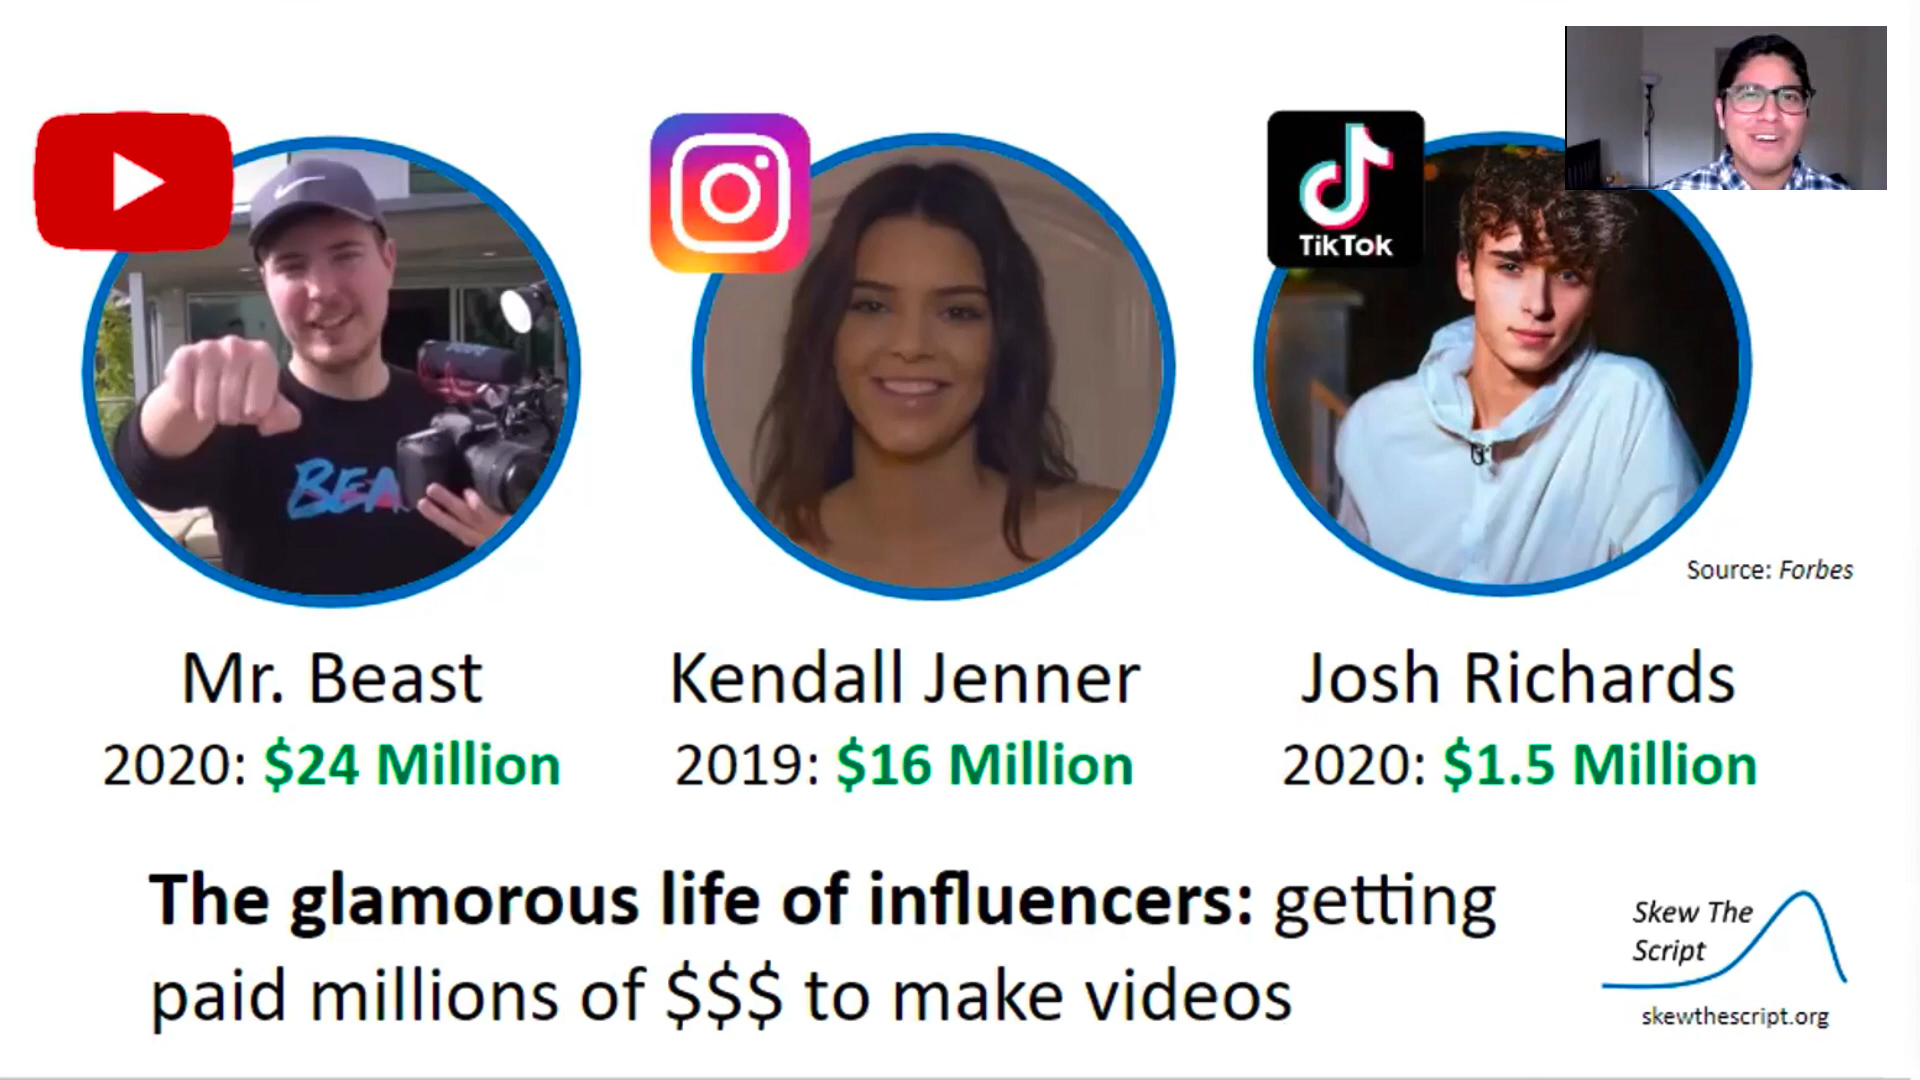 TikTok
BEA
Source: Forbes
Mr. Beast
2020: $24 Million
Kendall Jenner
2019: $16 Million
Josh Richards
2020: $1.5 Million
The glamorous life of influencers: getting
paid millions of $$$ to make videos
Skew The
Script
skewthescript.org